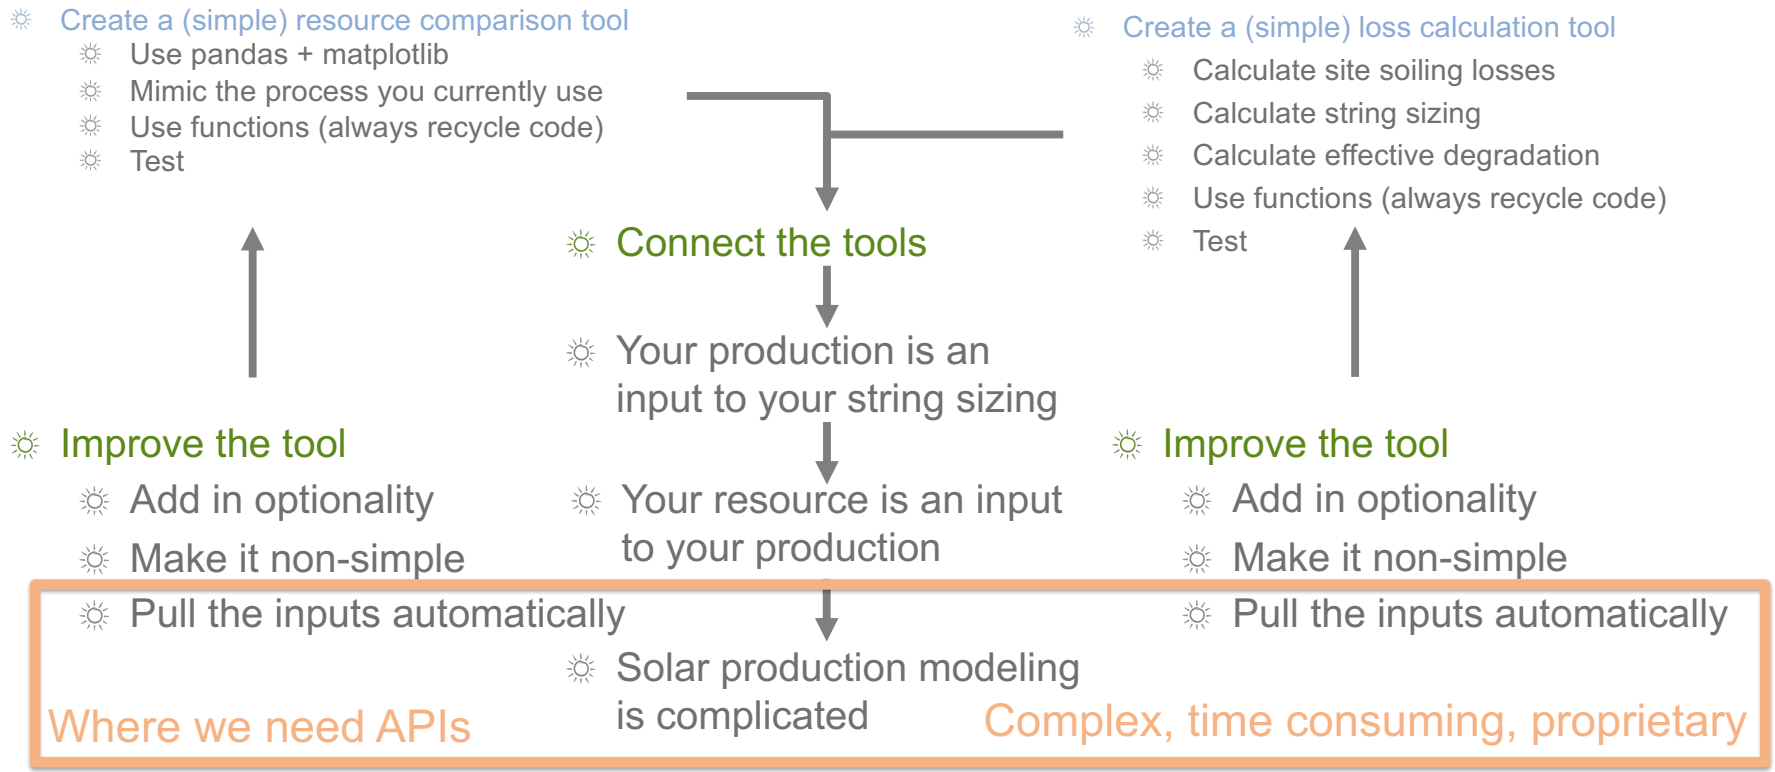 Create a (simple) resource comparison tool
Use pandas + matplotlib
Mimic the process you currently use
Use functions (always recycle code)
Test
Create a (simple) loss calculation tool
Calculate site soiling losses
Calculate string sizing
Calculate effective degradation
Use functions (always recycle code)
Test
Connect the tools
Your production is an
input to your string sizing
Your resource is an input
to your production
Solar production modeling
is complicated
Improve the tool
Add in optionality
Make it non-simple
Pull the inputs automatically
Improve the tool
Add in optionality
Make it non-simple
Pull the inputs automatically
Where we need APIs
Complex, time consuming, proprietary